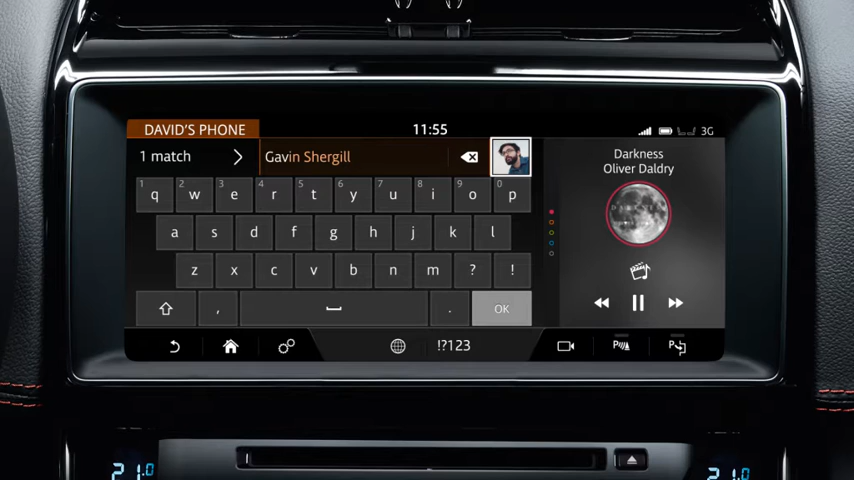 DAVID'S PHONE
11:55
3G
1 match
Gavin Shergill
Darkness
Oliver Daldry
1 q 2 w 3 e 4 r 5 t 6 y 7 u 8 i 9 o 0 p
a s d f g h j k l
z x c v b n m ? !
, . OK
!?123
P P
21.0 21.0